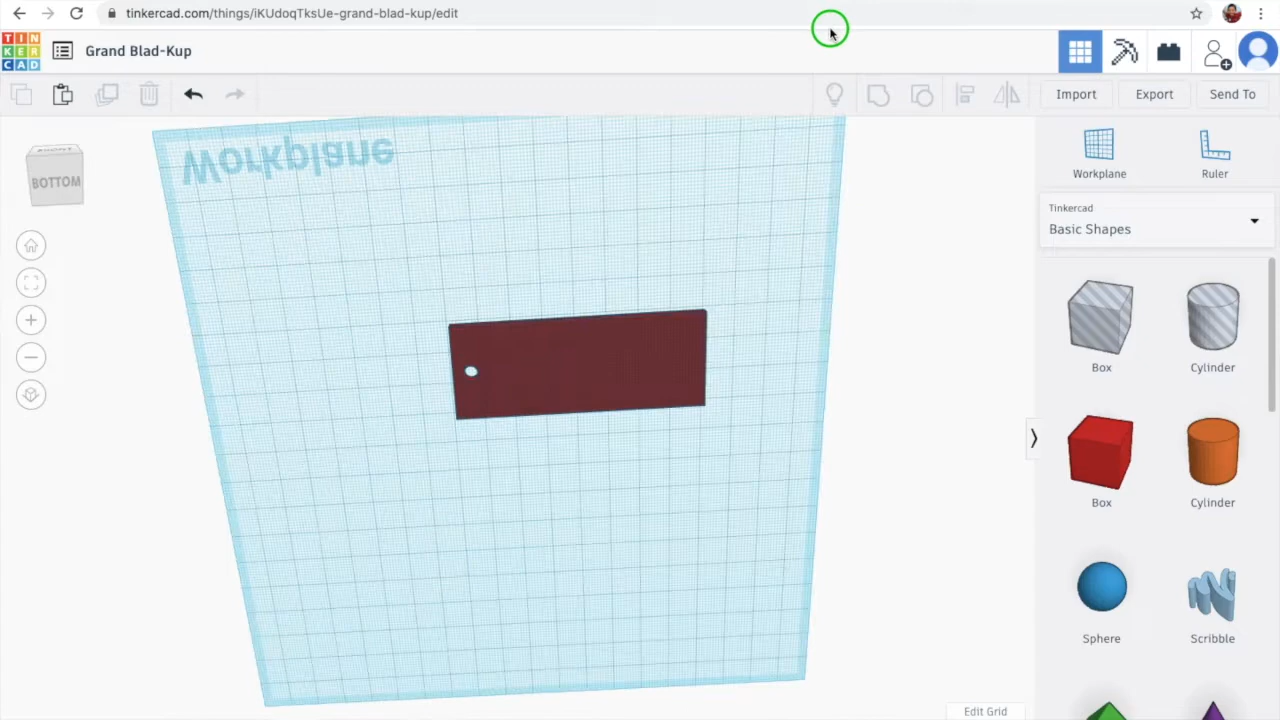 tinkercad.com/things/iKUdoqTksUe-grand-blad-kup/edit
TIN
KER
CAD
Grand Blad-Kup
Import
Export
Send To
Workplane
FRONT
BOTTOM
Workplane
Ruler
Tinkercad
Basic Shapes
Box
Cylinder
Box
Cylinder
Sphere
Scribble
Edit Grid